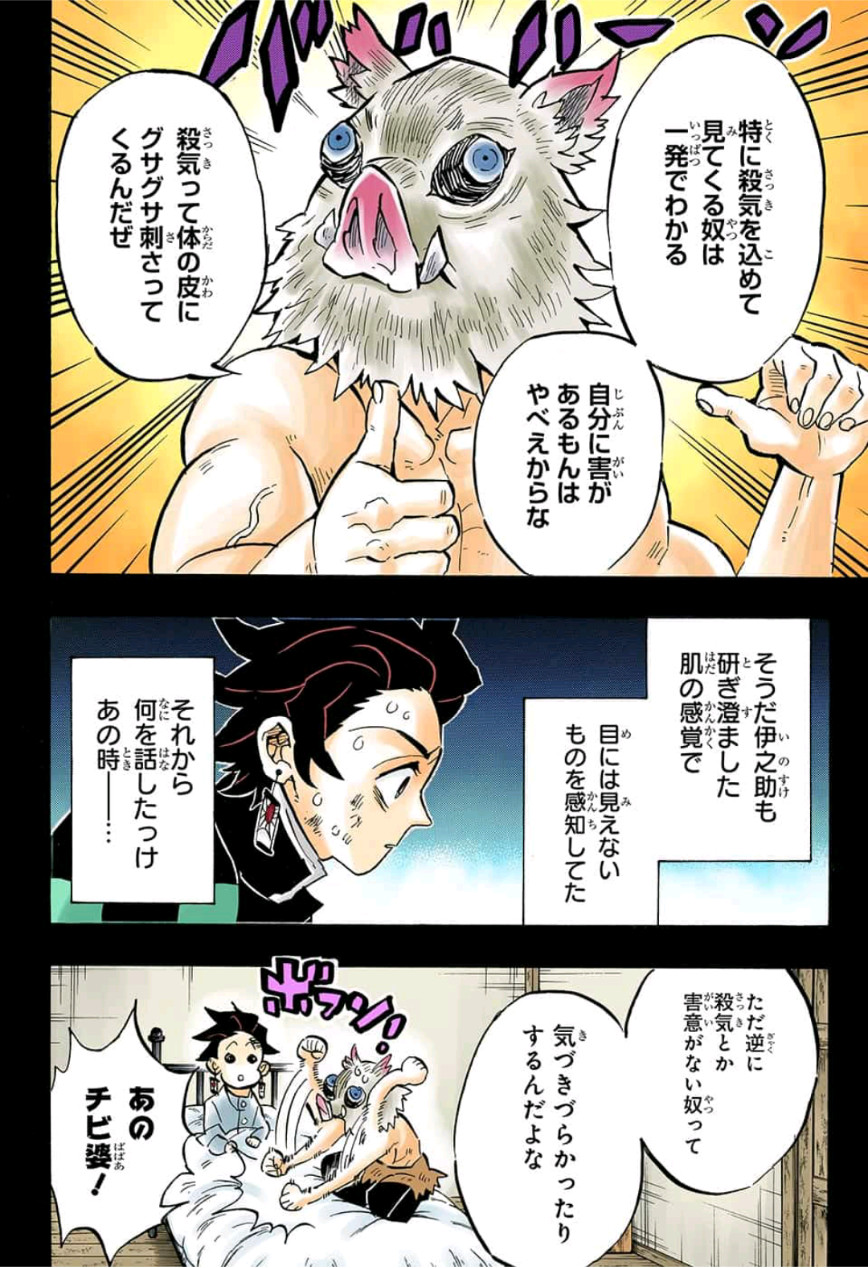 特に殺気を込めて
見てくる奴は
一発でわかる
自分に害が
あるもんは
やべえからな
殺気って体の皮に
グサグサ刺さって
くるんだぜ
そうだ伊之助も
研ぎ澄ました
肌の感覚で
目には見えない
ものを感知してた
それから
何を話したっけ
あの時――…
ただ逆に
殺気とか
害意がない奴って
気づきづらかったり
するんだよな
ボフッ!
あの
チビ婆!